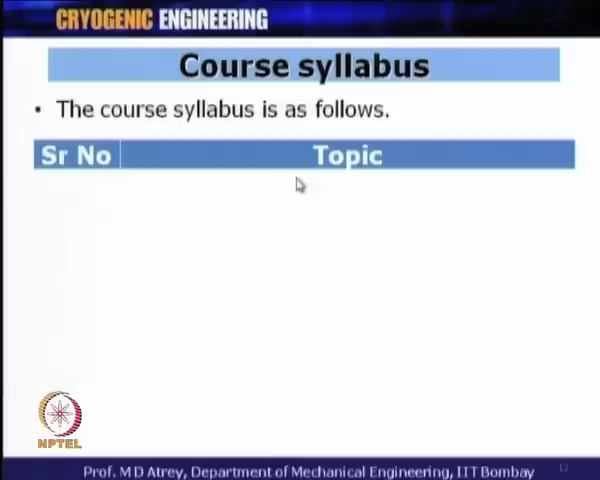 CRYOGENIC ENGINEERING
Course syllabus
• The course syllabus is as follows.
Sr No Topic
NPTEL
Prof. M D Atrey, Department of Mechanical Engineering, IIT Bombay